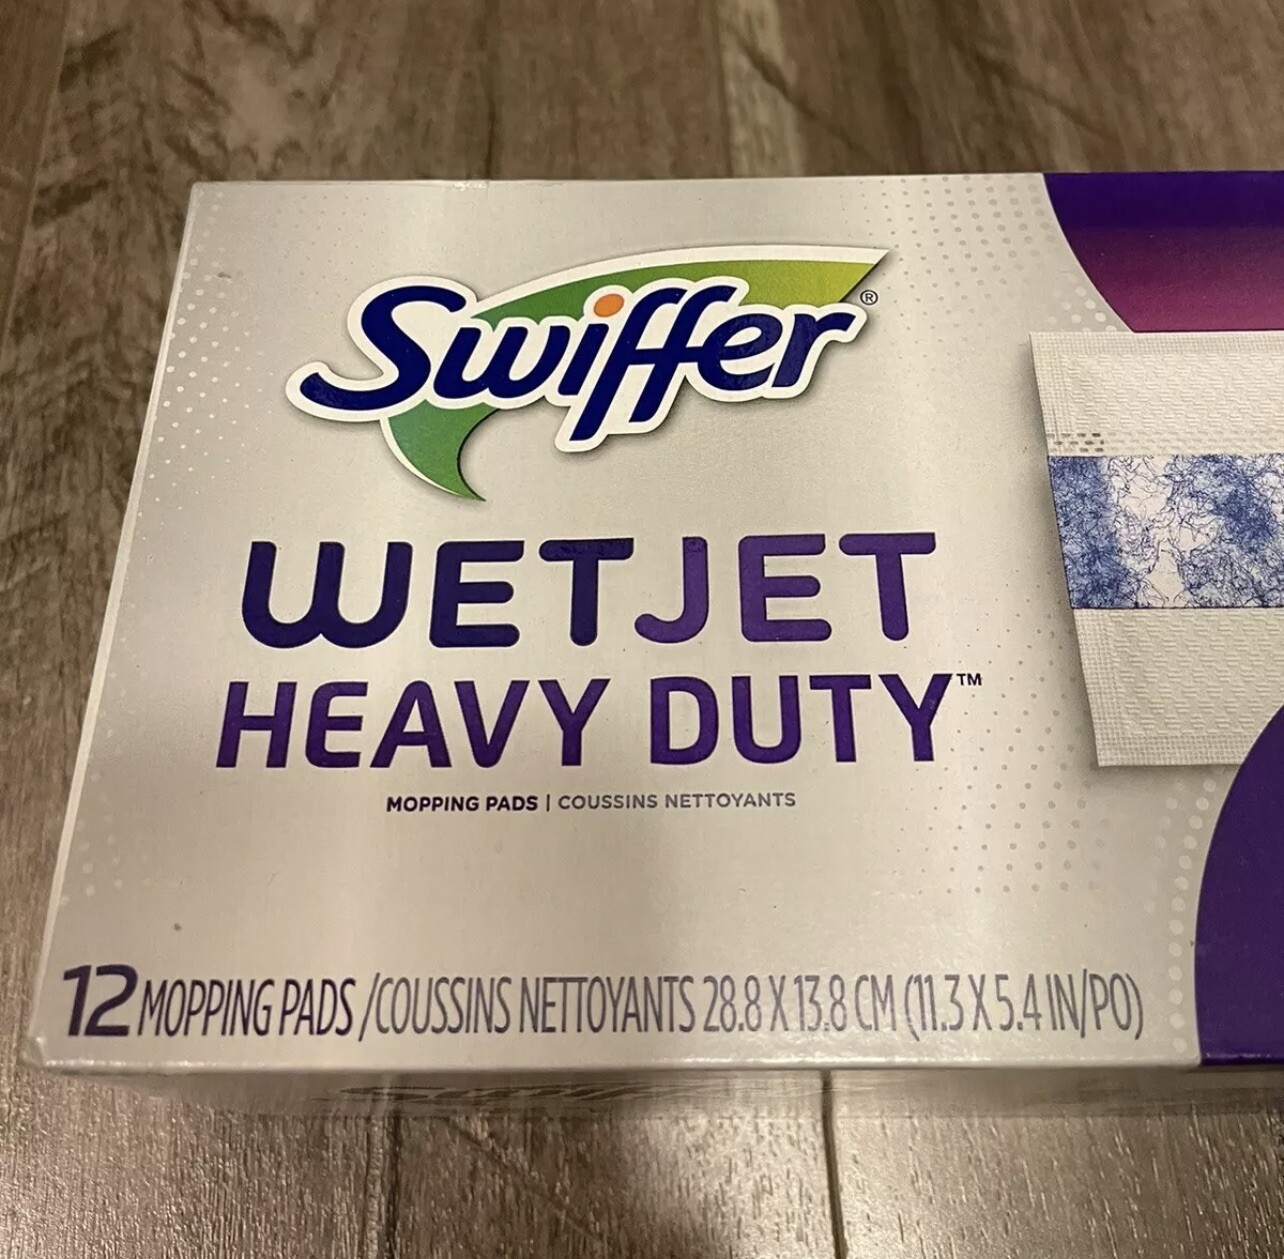 Swiffer®
WETJET
HEAVY DUTY™
MOPPING PADS | COUSSINS NETTOYANTS
12 MOPPING PADS /COUSSINS NETTOYANTS 28.8 X 13.8 CM (11.3 X 5.4 IN/PO)